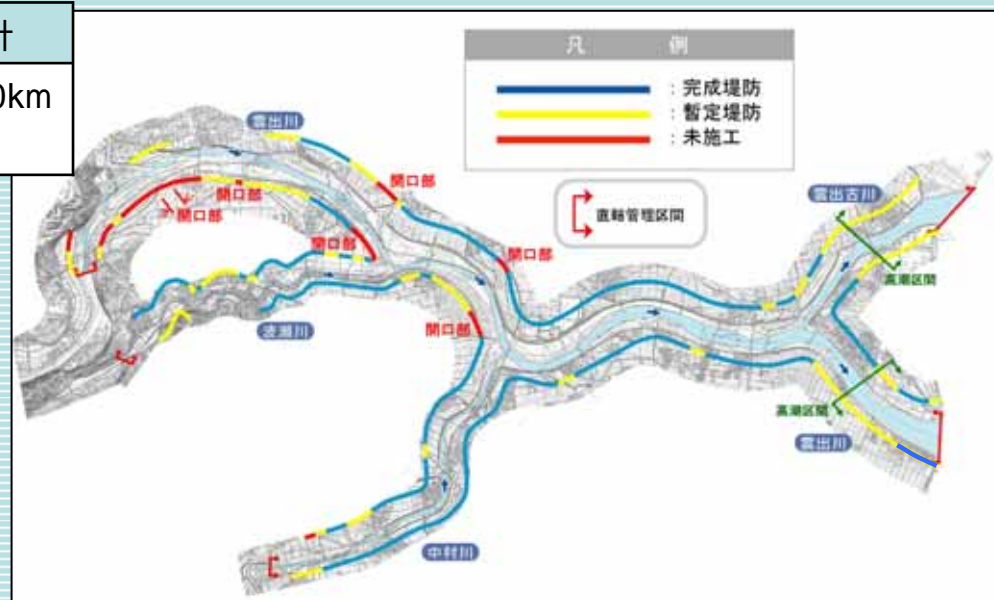 0km
凡 例
：完成堤防
：暫定堤防
：未施工
直轄管理区間
雲出川
開口部
開口部
開口部
開口部
開口部
開口部
波瀬川
中村川
雲出古川
高潮区間
高潮区間
雲出川